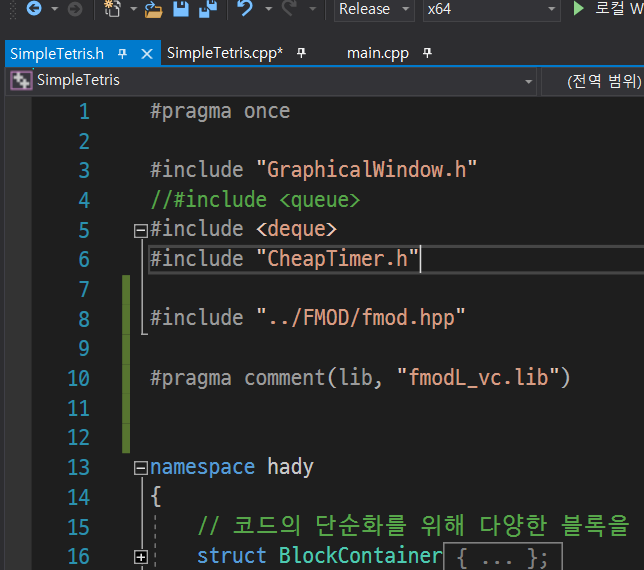 Release x64 로컬 W
SimpleTetris.h SimpleTetris.cpp* main.cpp
SimpleTetris (전역 범위)
1 #pragma once
2
3 #include "GraphicalWindow.h"
4 //#include <queue>
5 #include <deque>
6 #include "CheapTimer.h"
7
8 #include "../FMOD/fmod.hpp"
9
10 #pragma comment(lib, "fmodL_vc.lib")
11
12
13 namespace hady
14 {
15 // 코드의 단순화를 위해 다양한 블록을
16 struct BlockContainer { ... };